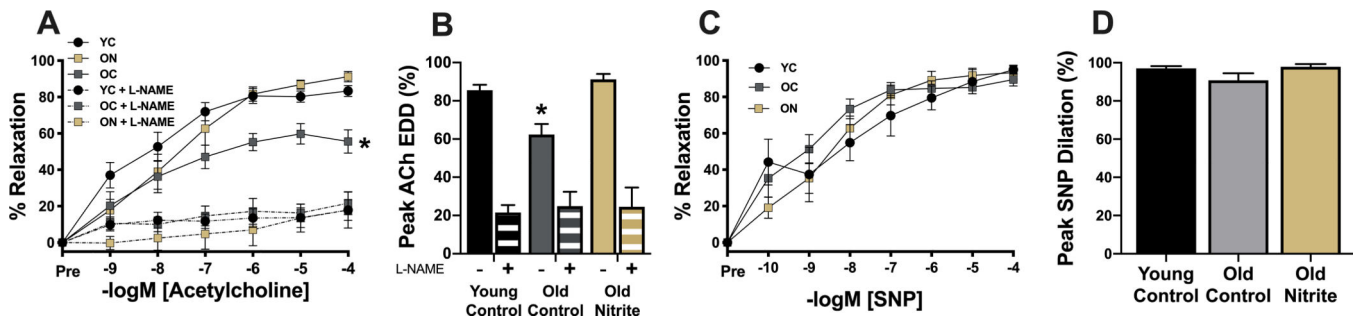 A
YC
ON
OC
YC + L-NAME
OC + L-NAME
ON + L-NAME
100
80
60
40
20
0
% Relaxation
*
Pre -9 -8 -7 -6 -5 -4
-logM [Acetylcholine]
B
Peak ACh EDD (%)
100
80
60
40
20
0
*
L-NAME - + - + - +
Young Old Old
Control Control Nitrite
C
YC
OC
ON
100
80
60
40
20
0
% Relaxation
Pre -10 -9 -8 -7 -6 -5 -4
-logM [SNP]
D
Peak SNP Dilation (%)
100
80
60
40
20
0
Young Old Old
Control Control Nitrite